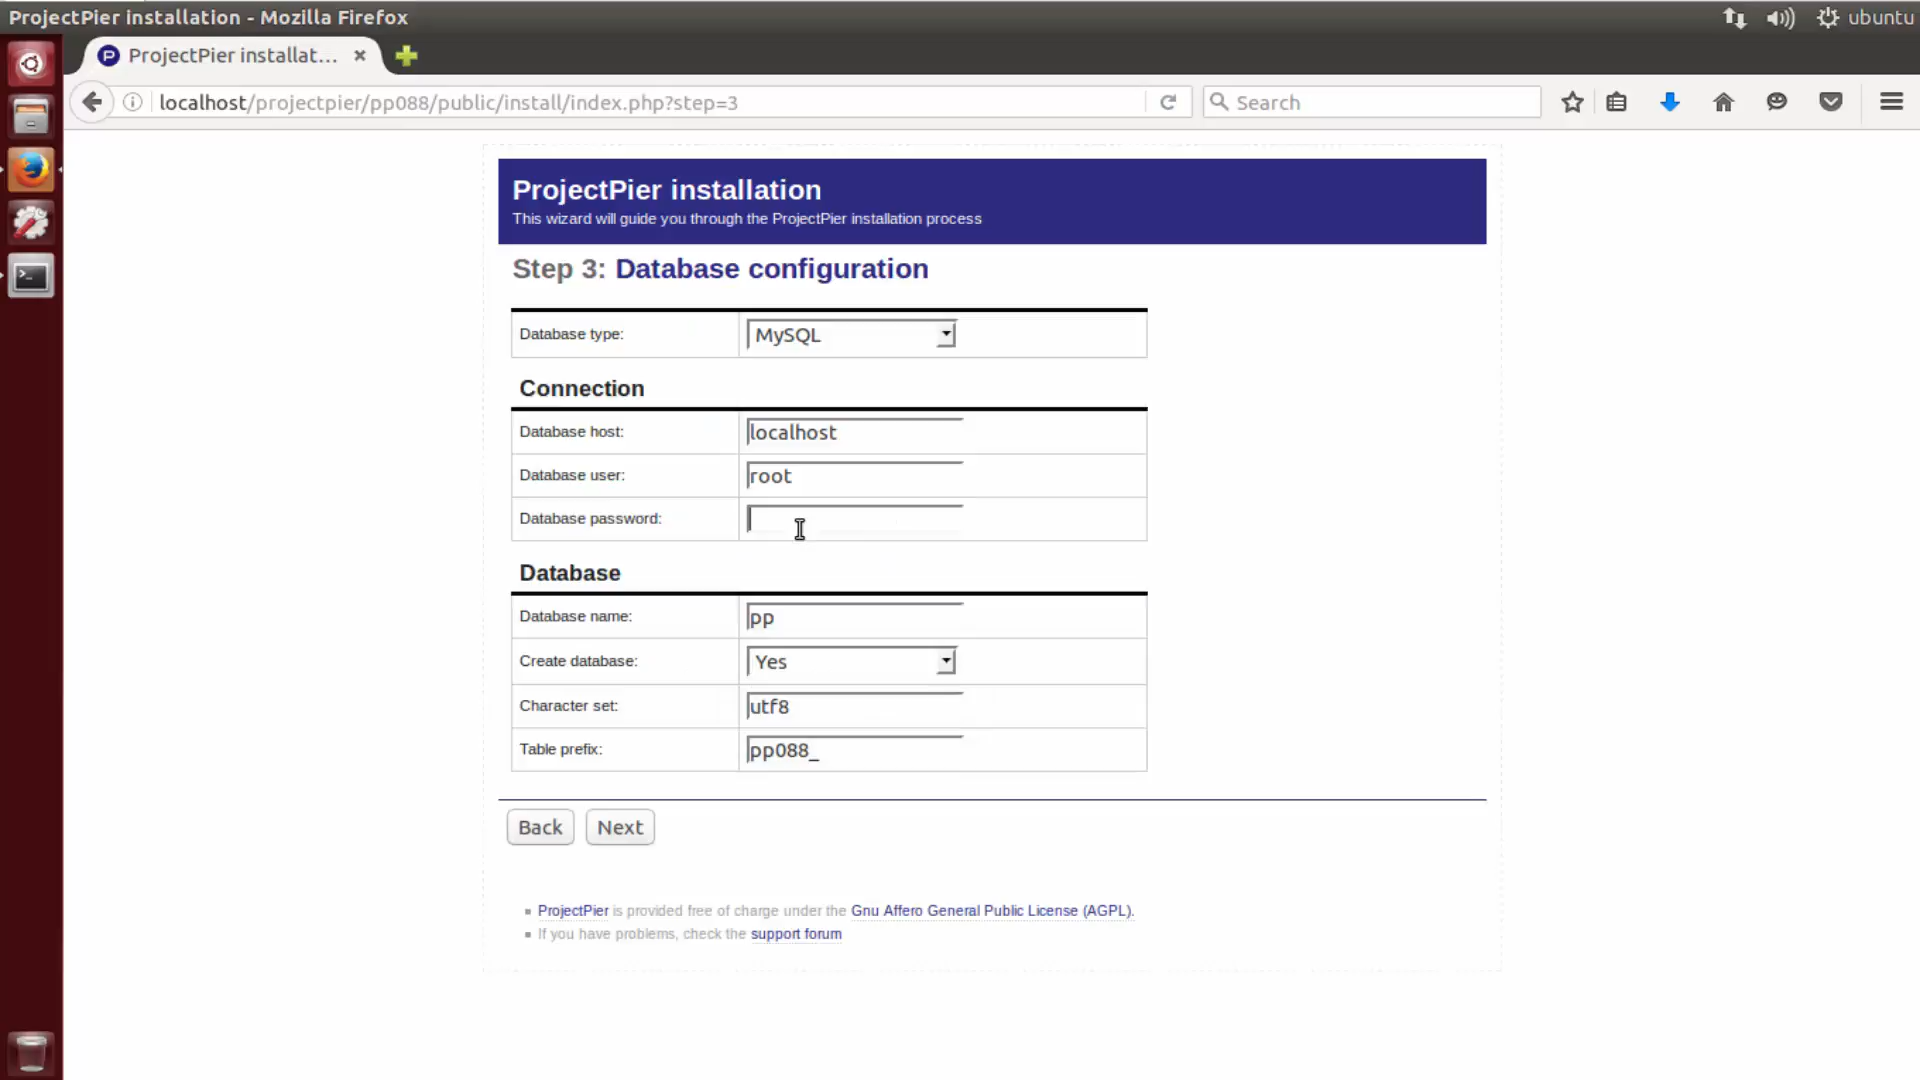 ProjectPier installation - Mozilla Firefox
ubuntu
ProjectPier installat...
localhost/projectpier/pp088/public/install/index.php?step=3
Search
ProjectPier installation
This wizard will guide you through the ProjectPier installation process
Step 3: Database configuration
Database type: MySQL
Connection
Database host: localhost
Database user: root
Database password:
Database
Database name: pp
Create database: Yes
Character set: utf8
Table prefix: pp088_
Back Next
ProjectPier is provided free of charge under the Gnu Affero General Public License (AGPL).
If you have problems, check the support forum